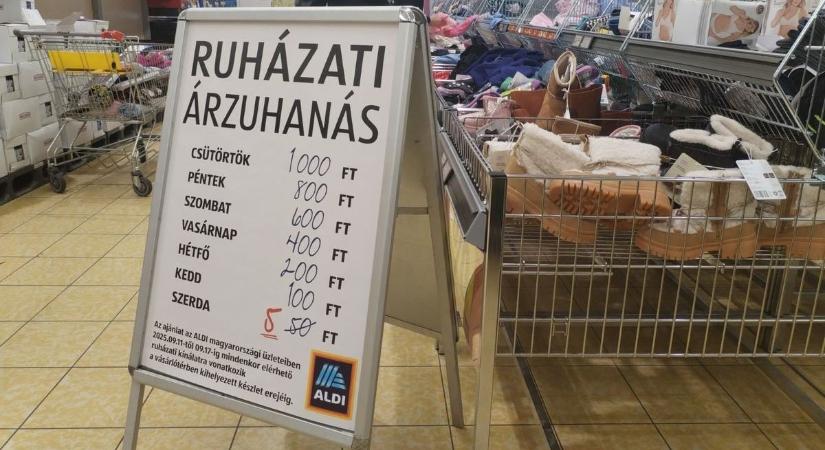 RUHÁZATI
ÁRZUHANÁS
CSÜTÖRTÖK 1000 FT
PÉNTEK 800 FT
SZOMBAT 600 FT
VASÁRNAP 400 FT
HÉTFŐ 200 FT
KEDD 100 FT
SZERDA 5 50 FT
Az ajánlat az ALDI magyarországi üzleteiben
2025.09.11-től 09.17-ig mindenkor elérhető
ruházati kínálatra vonatkozik
a vásárlótérben kihelyezett készlet erejéig.
ALDI